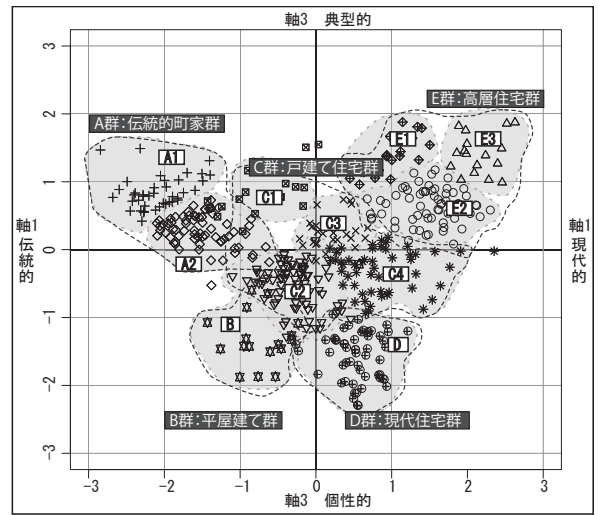 軸3 典型的
3
2
1
0
-1
-2
-3
E群:高層住宅群
A群:伝統的町家群
E1
E3
A1
C群:戸建て住宅群
C1
E2
C3
軸1 伝統的
軸1 現代的
A2
C4
C2
B
D
B群:平屋建て群
D群:現代住宅群
-3
-2
-1
0
1
2
3
軸3 個性的